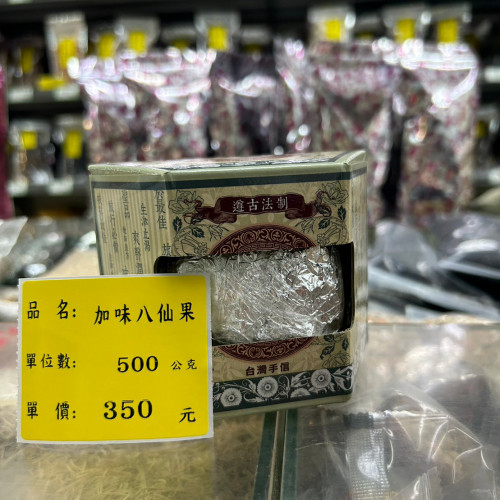 遵古法制
台灣手信
品名: 加味八仙果
單位數: 500 公克
單價: 350 元